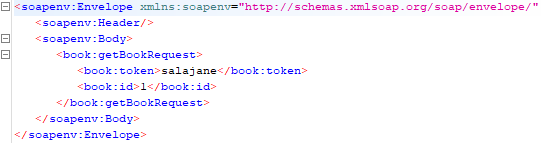 <soapenv:Envelope xmlns:soapenv="http://schemas.xmlsoap.org/soap/envelope/"
<soapenv:Header/>
<soapenv:Body>
<book:getBookRequest>
<book:token>salajane</book:token>
<book:id>1</book:id>
</book:getBookRequest>
</soapenv:Body>
</soapenv:Envelope>